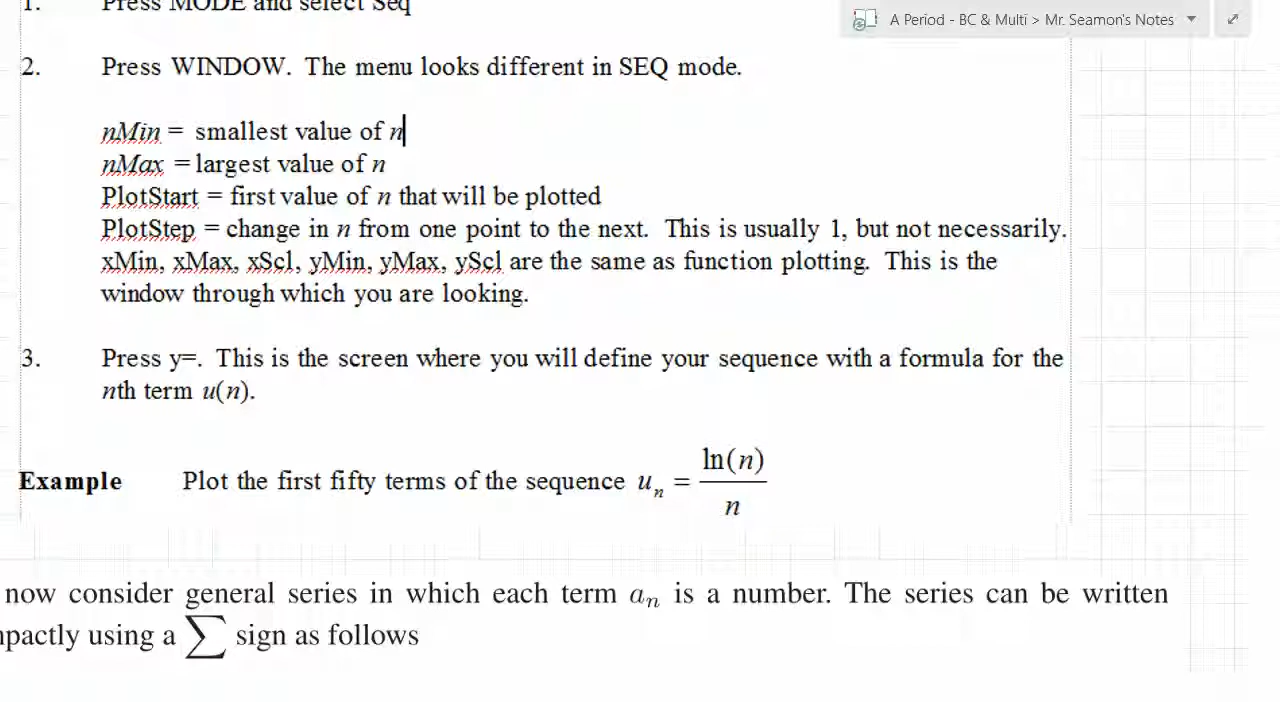 1. Press MODE and select Seq
A Period - BC & Multi > Mr. Seamon's Notes
2. Press WINDOW. The menu looks different in SEQ mode.
nMin = smallest value of n
nMax = largest value of n
PlotStart = first value of n that will be plotted
PlotStep = change in n from one point to the next. This is usually 1, but not necessarily.
xMin, xMax, xScl, yMin, yMax, yScl are the same as function plotting. This is the
window through which you are looking.
3. Press y=. This is the screen where you will define your sequence with a formula for the
nth term u(n).
Example Plot the first fifty terms of the sequence uₙ = ln(n)/n
now consider general series in which each term aₙ is a number. The series can be written
mpactly using a ∑ sign as follows